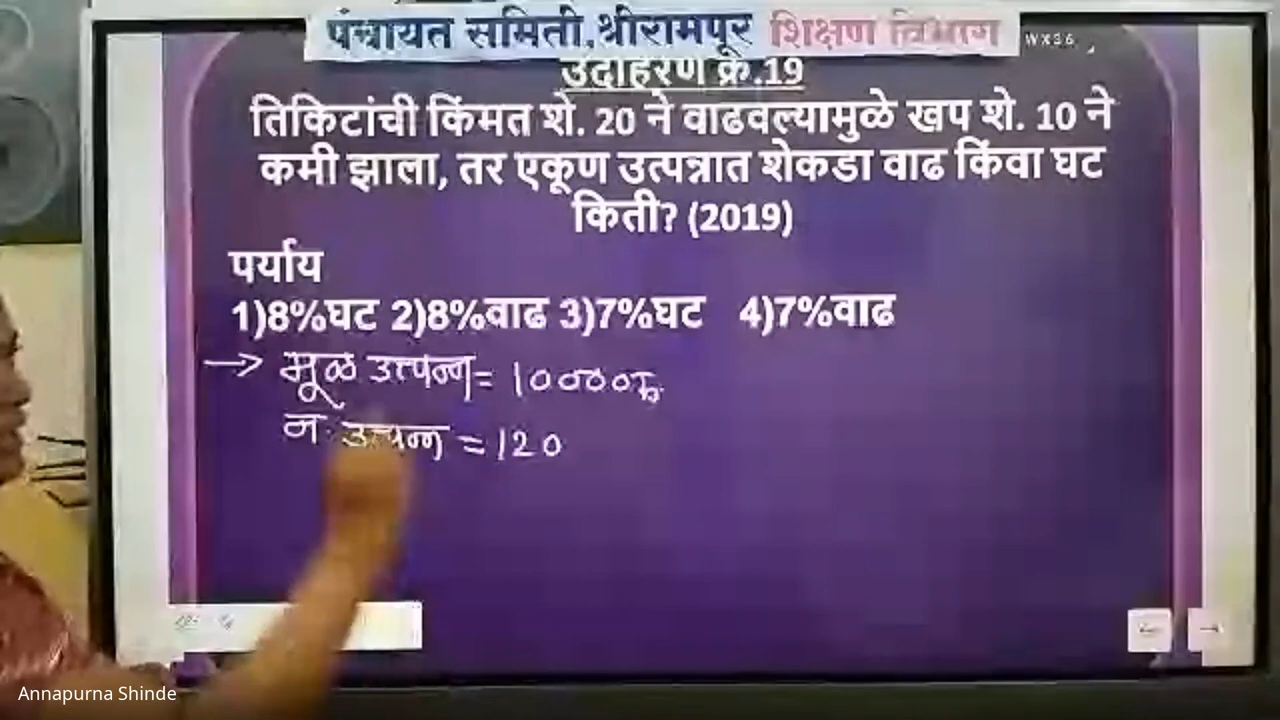 पंचायत समिती,श्रीरामपूर शिक्षण विभाग
WX36
उदाहरण क्र.19
तिकिटांची किंमत शे. 20 ने वाढवल्यामुळे खप शे. 10 ने
कमी झाला, तर एकूण उत्पन्नात शेकडा वाढ किंवा घट
किती? (2019)
पर्याय
1)8%घट 2)8%वाढ 3)7%घट 4)7%वाढ
→ मूळ उत्पन्न = 10000रु.
न. उत्पन्न = 120
Annapurna Shinde